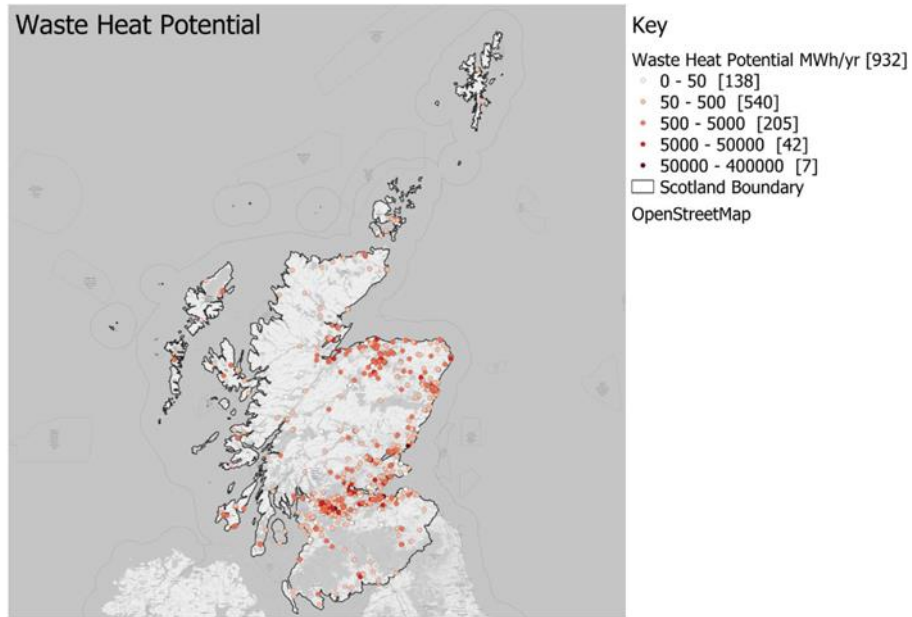 Waste Heat Potential
Key
Waste Heat Potential MWh/yr [932]
0 - 50 [138]
50 - 500 [540]
500 - 5000 [205]
5000 - 50000 [42]
50000 - 400000 [7]
Scotland Boundary
OpenStreetMap